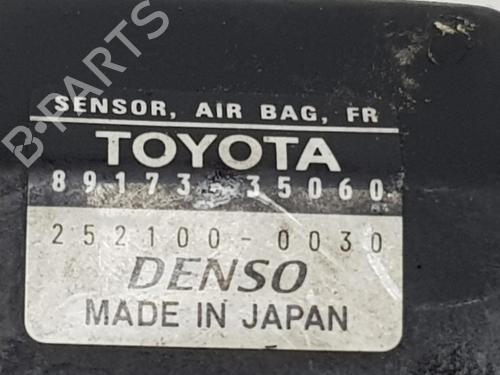 B-PARTS
SENSOR, AIR BAG, FR
TOYOTA
89173-35060
252100-0030
DENSO
MADE IN JAPAN